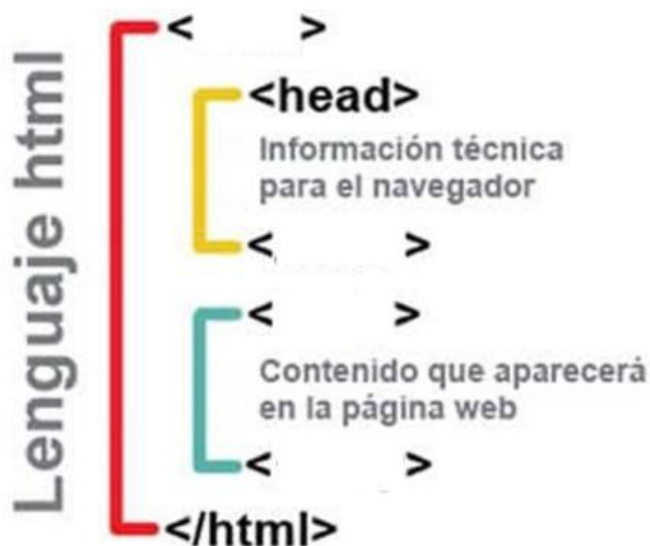 Lenguaje html
< >
<head>
Información técnica
para el navegador
< >
< >
Contenido que aparecerá
en la página web
< >
</html>